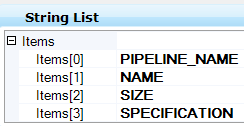 String List
Items
Items[0] PIPELINE_NAME
Items[1] NAME
Items[2] SIZE
Items[3] SPECIFICATION